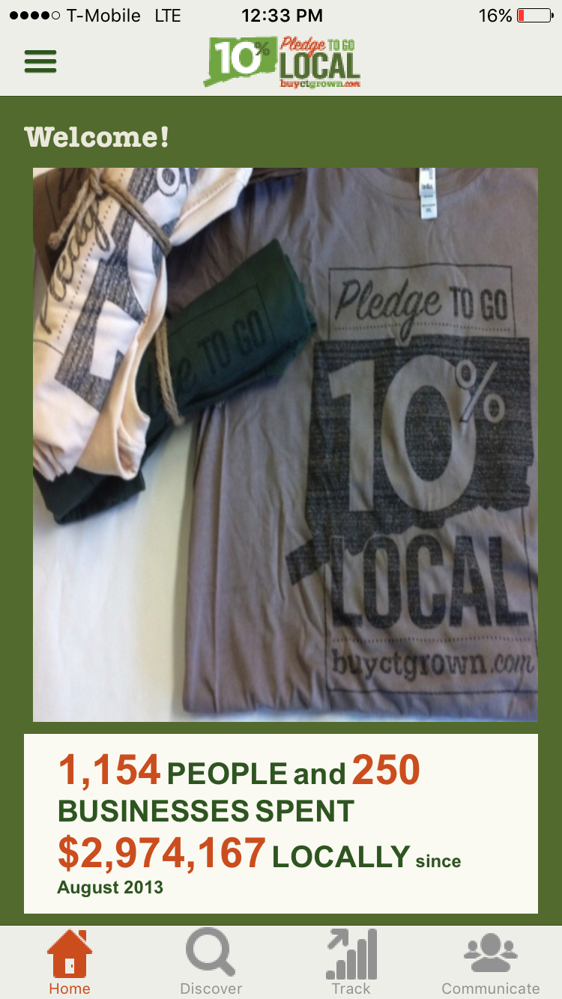 T-Mobile LTE 12:33 PM 16%
10% Pledge TO GO
LOCAL
buyctgrown.com
Welcome!
Pledge
10%
Pledge TO GO
TO GO
10%
LOCAL
buyctgrown.com
1,154 PEOPLE and 250
BUSINESSES SPENT
$2,974,167 LOCALLY since
August 2013
Home Discover Track Communicate